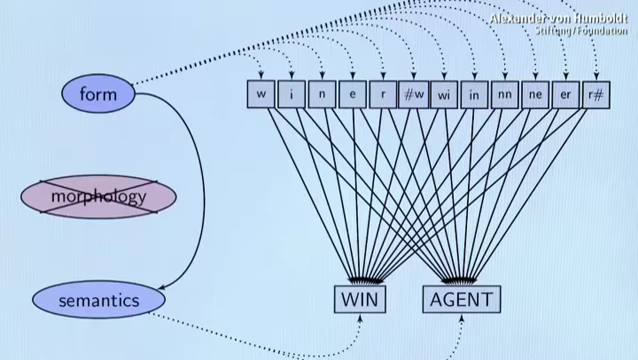 Alexander von Humboldt
Stiftung/Foundation
form
w i n e r #w wi in nn ne er r#
morphology
semantics
WIN AGENT